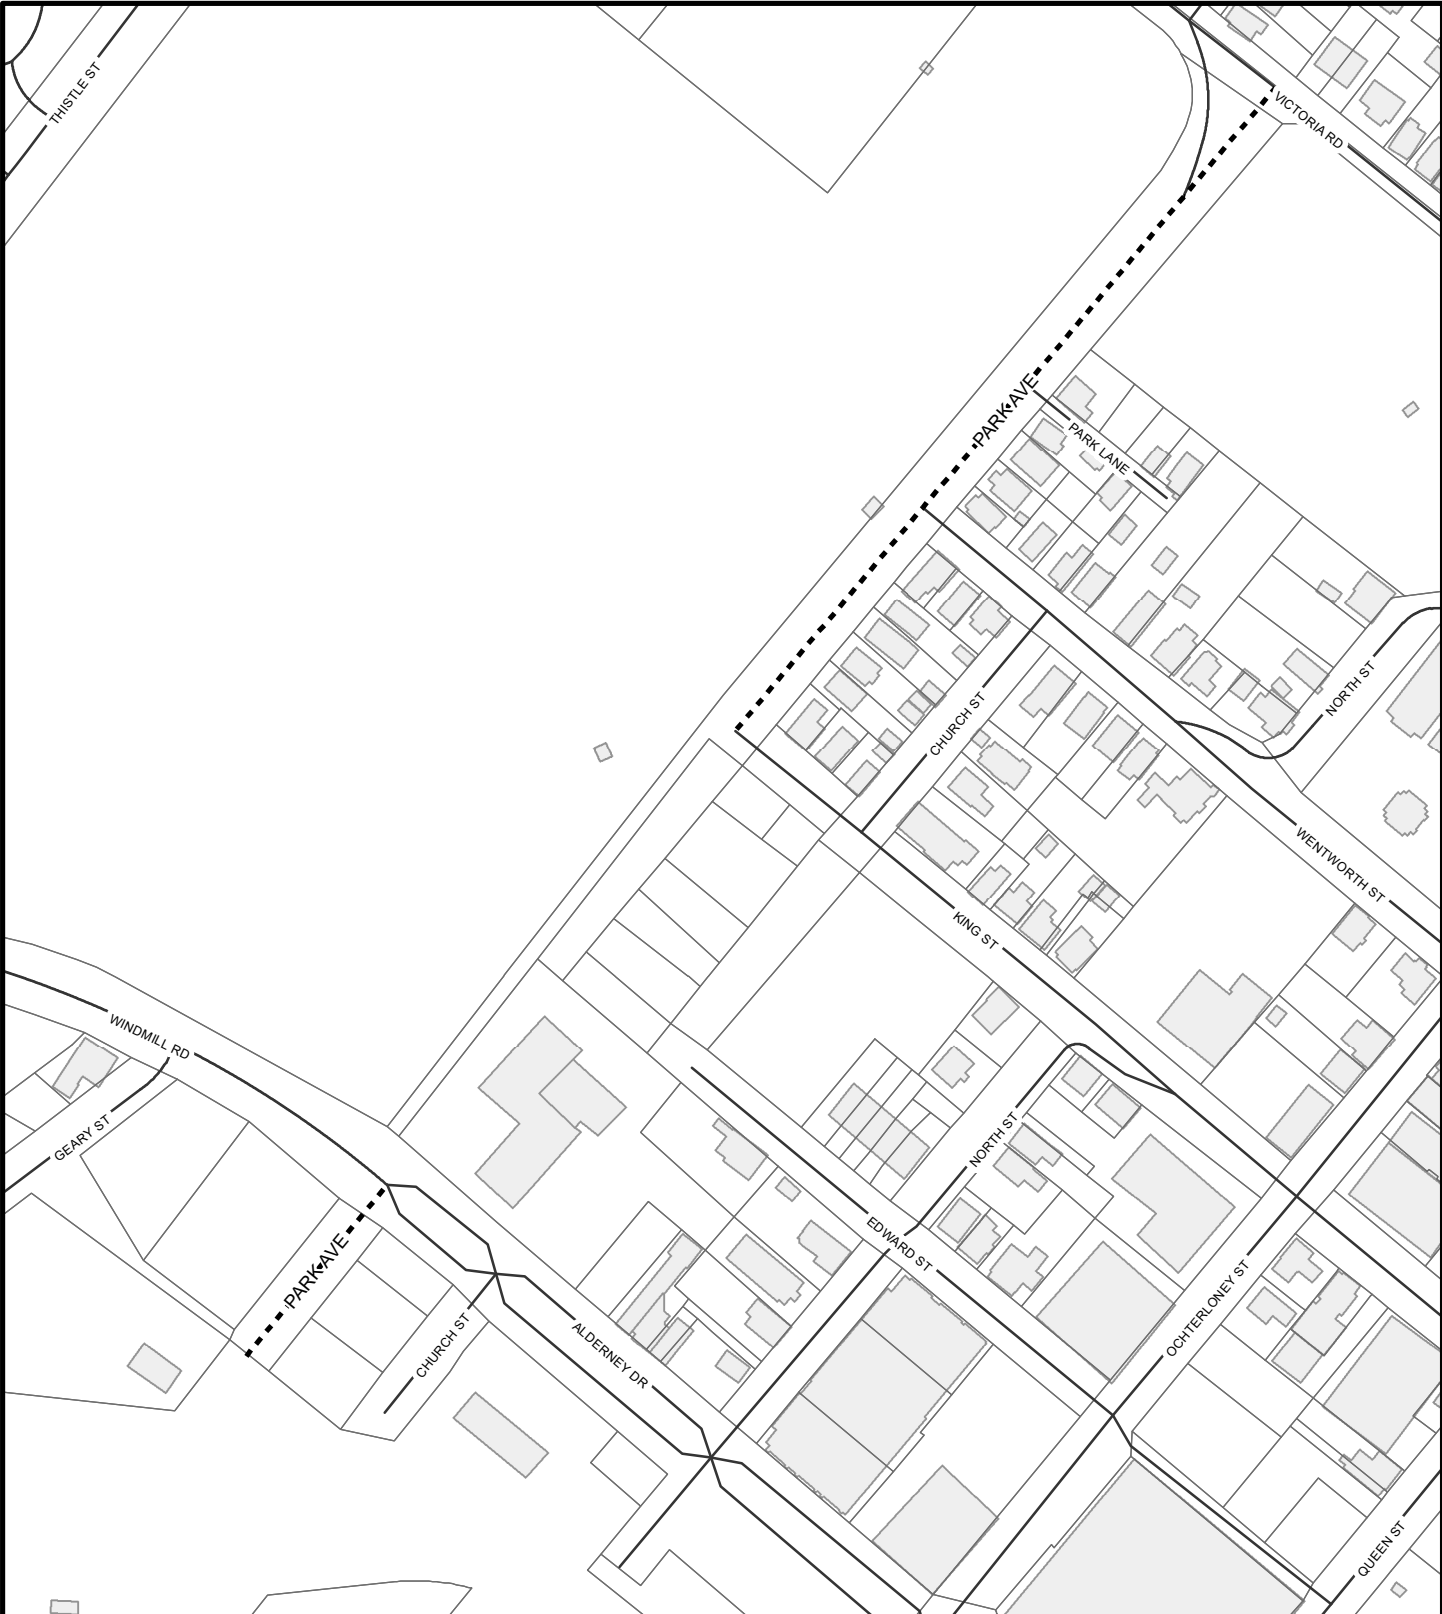 THISTLE ST
VICTORIA RD
PARK AVE
PARK LANE
NORTH ST
CHURCH ST
WENTWORTH ST
KING ST
WINDMILL RD
GEARY ST
NORTH ST
EDWARD ST
PARK AVE
OCHTERLONEY ST
CHURCH ST
ALDERNEY DR
QUEEN ST